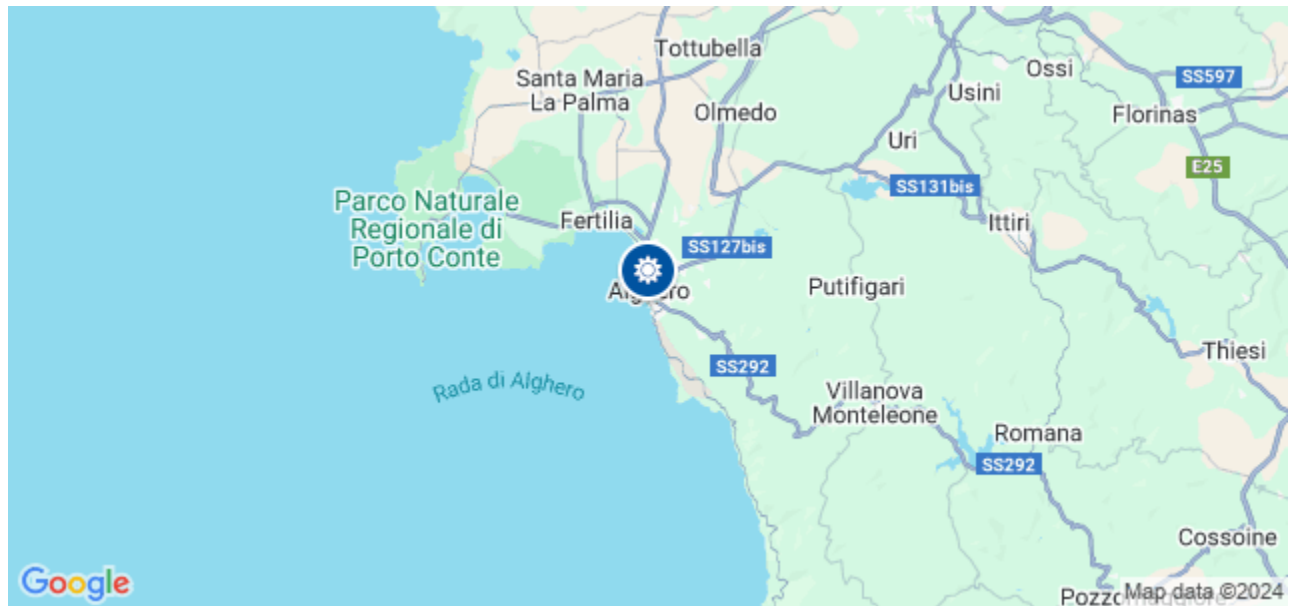 Tottubella
Ossi
Santa Maria
La Palma
SS597
Usini
Olmedo
Florinas
Uri
E25
SS131bis
Parco Naturale
Regionale di
Porto Conte
Fertilia
Ittiri
SS127bis
Putifigari
Thiesi
SS292
Rada di Alghero
Villanova
Monteleone
Romana
SS292
Cossoine
Google
Map data ©2024